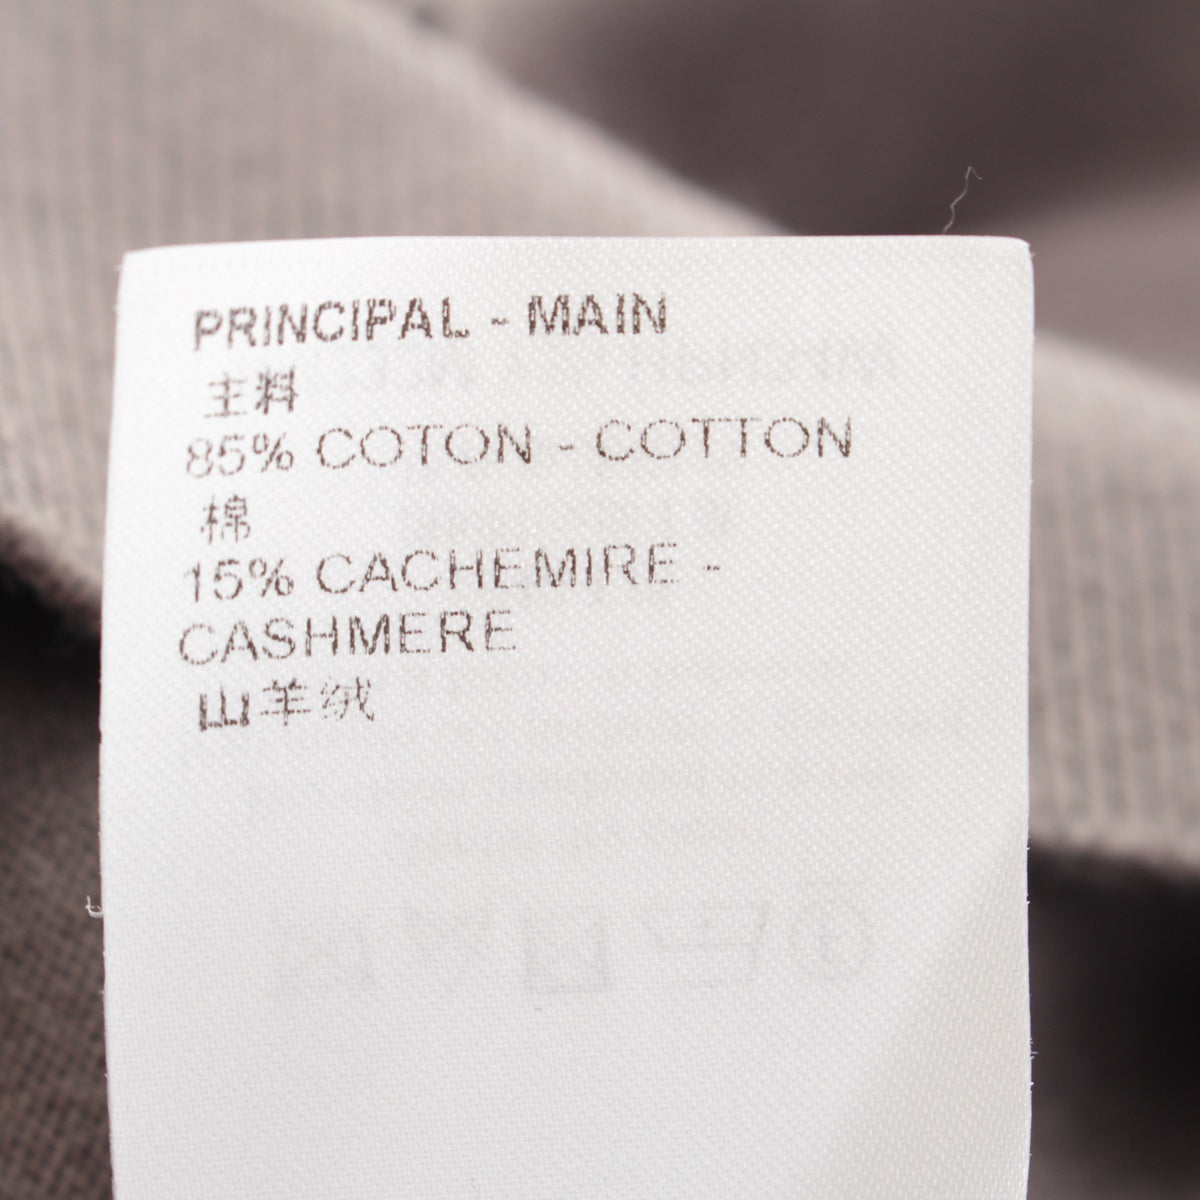 PRINCIPAL - MAIN
主料
85% COTON - COTTON
棉
15% CACHEMIRE -
CASHMERE
山羊绒